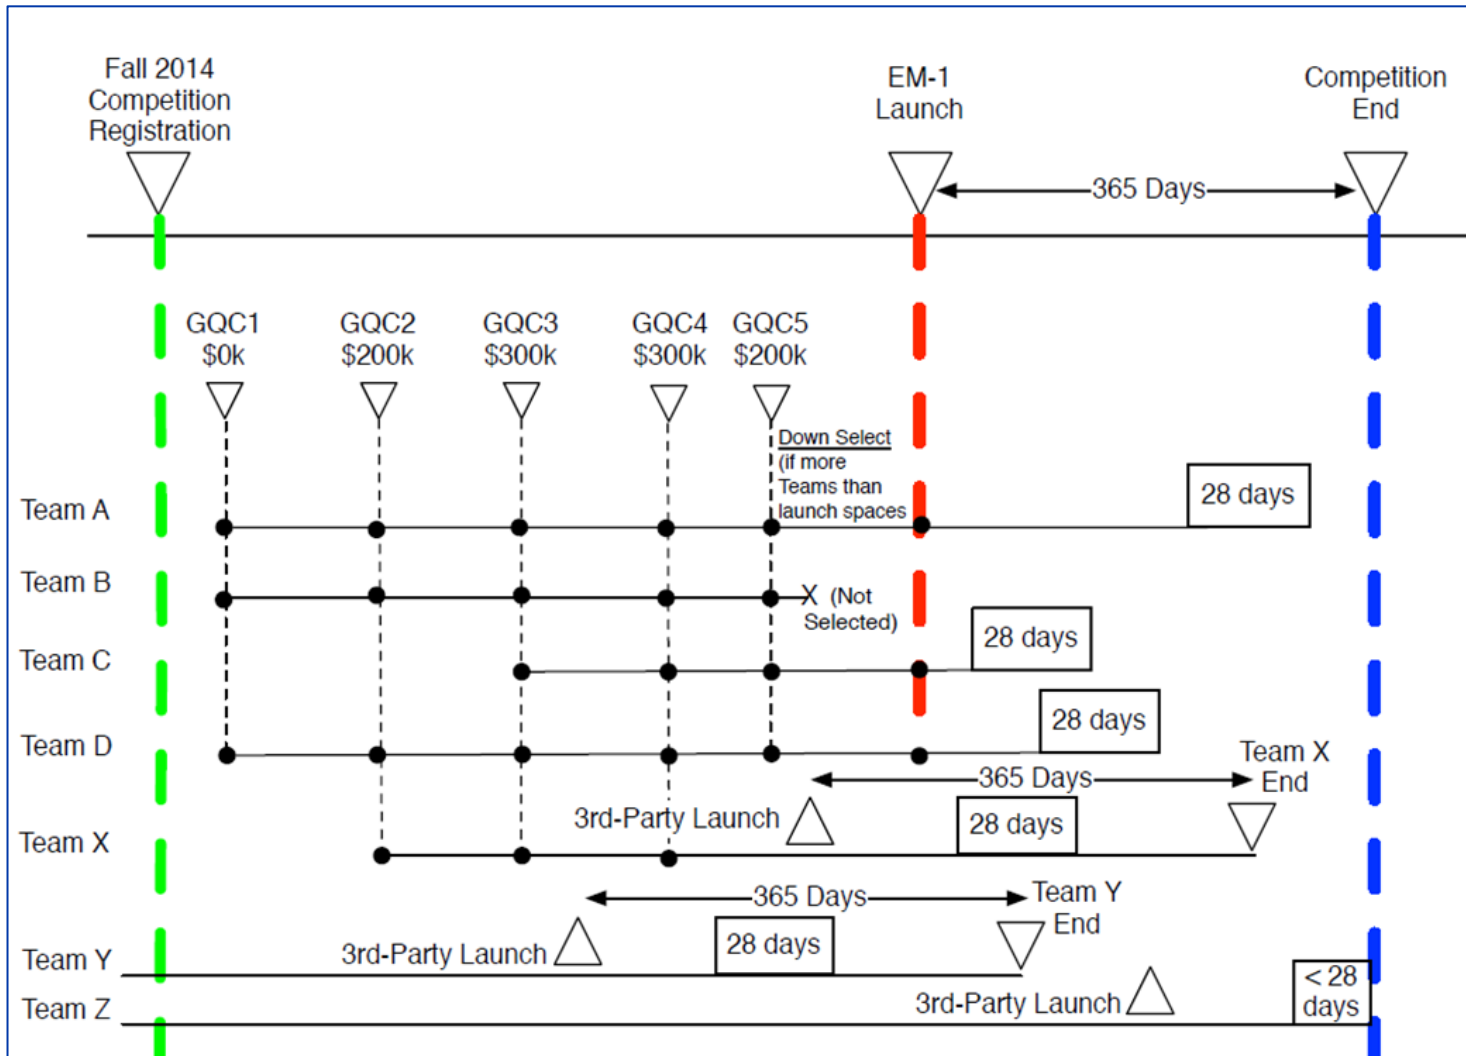 Fall 2014
Competition
Registration
EM-1
Launch
Competition
End
365 Days
GQC1
$0k
GQC2
$200k
GQC3
$300k
GQC4
$300k
GQC5
$200k
Down Select
(if more
Teams than
launch spaces
Team A
28 days
Team B
X (Not
Selected)
Team C
28 days
Team D
28 days
365 Days
Team X
End
3rd-Party Launch
28 days
Team X
365 Days
Team Y
End
3rd-Party Launch
28 days
Team Y
3rd-Party Launch
< 28
days
Team Z